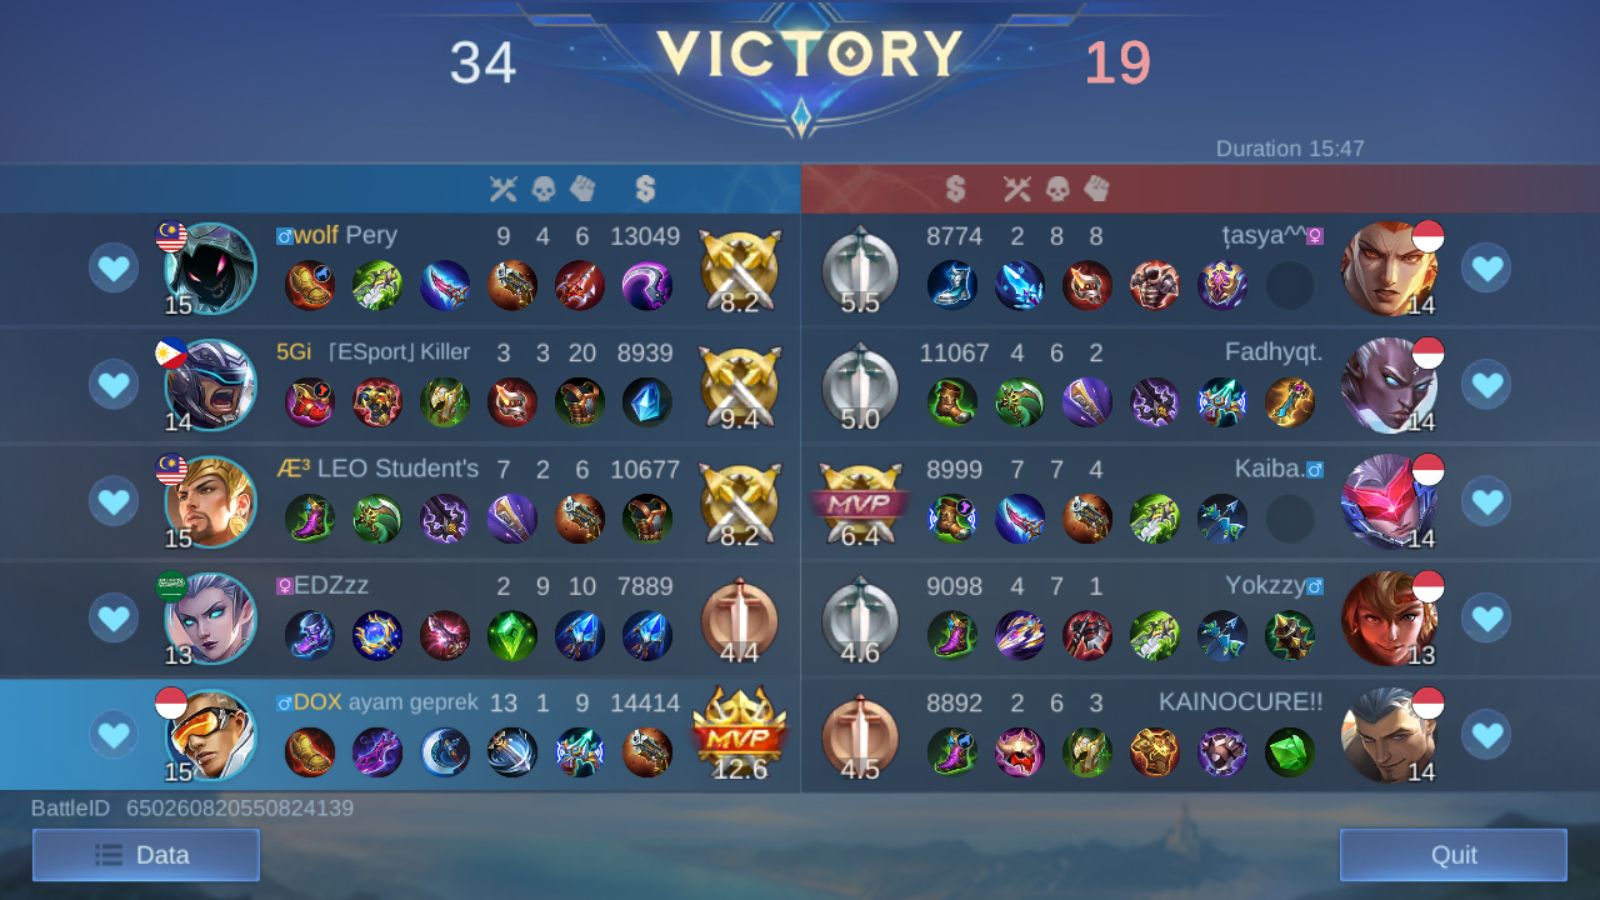 34 VICTORY 19
Duration 15:47
15 wolf Pery 9 4 6 13049 8.2
5.5 8774 2 8 8 țasya^^ 14
14 5Gi 「ESport」Killer 3 3 20 8939 9.4
5.0 11067 4 6 2 Fadhyqt. 14
15 Æ³ LEO Student's 7 2 6 10677 8.2
MVP 6.4 8999 7 7 4 Kaiba. 14
13 EDZzz 2 9 10 7889 4.4
4.6 9098 4 7 1 Yokzzy 13
15 DOX ayam geprek 13 1 9 14414 MVP 12.6
4.5 8892 2 6 3 KAINOCURE!! 14
BattleID 650260820550824139
Data
Quit